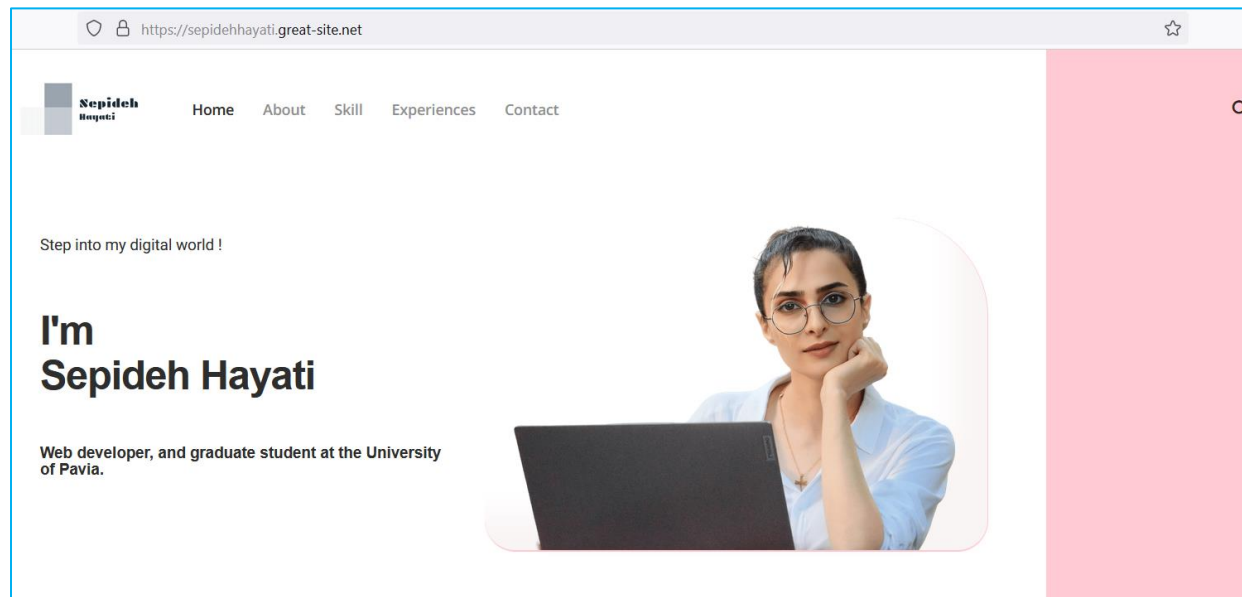 https://sepidehhayati.great-site.net
Sepideh
Hayati
Home About Skill Experiences Contact
Step into my digital world !
I'm
Sepideh Hayati
Web developer, and graduate student at the University
of Pavia.